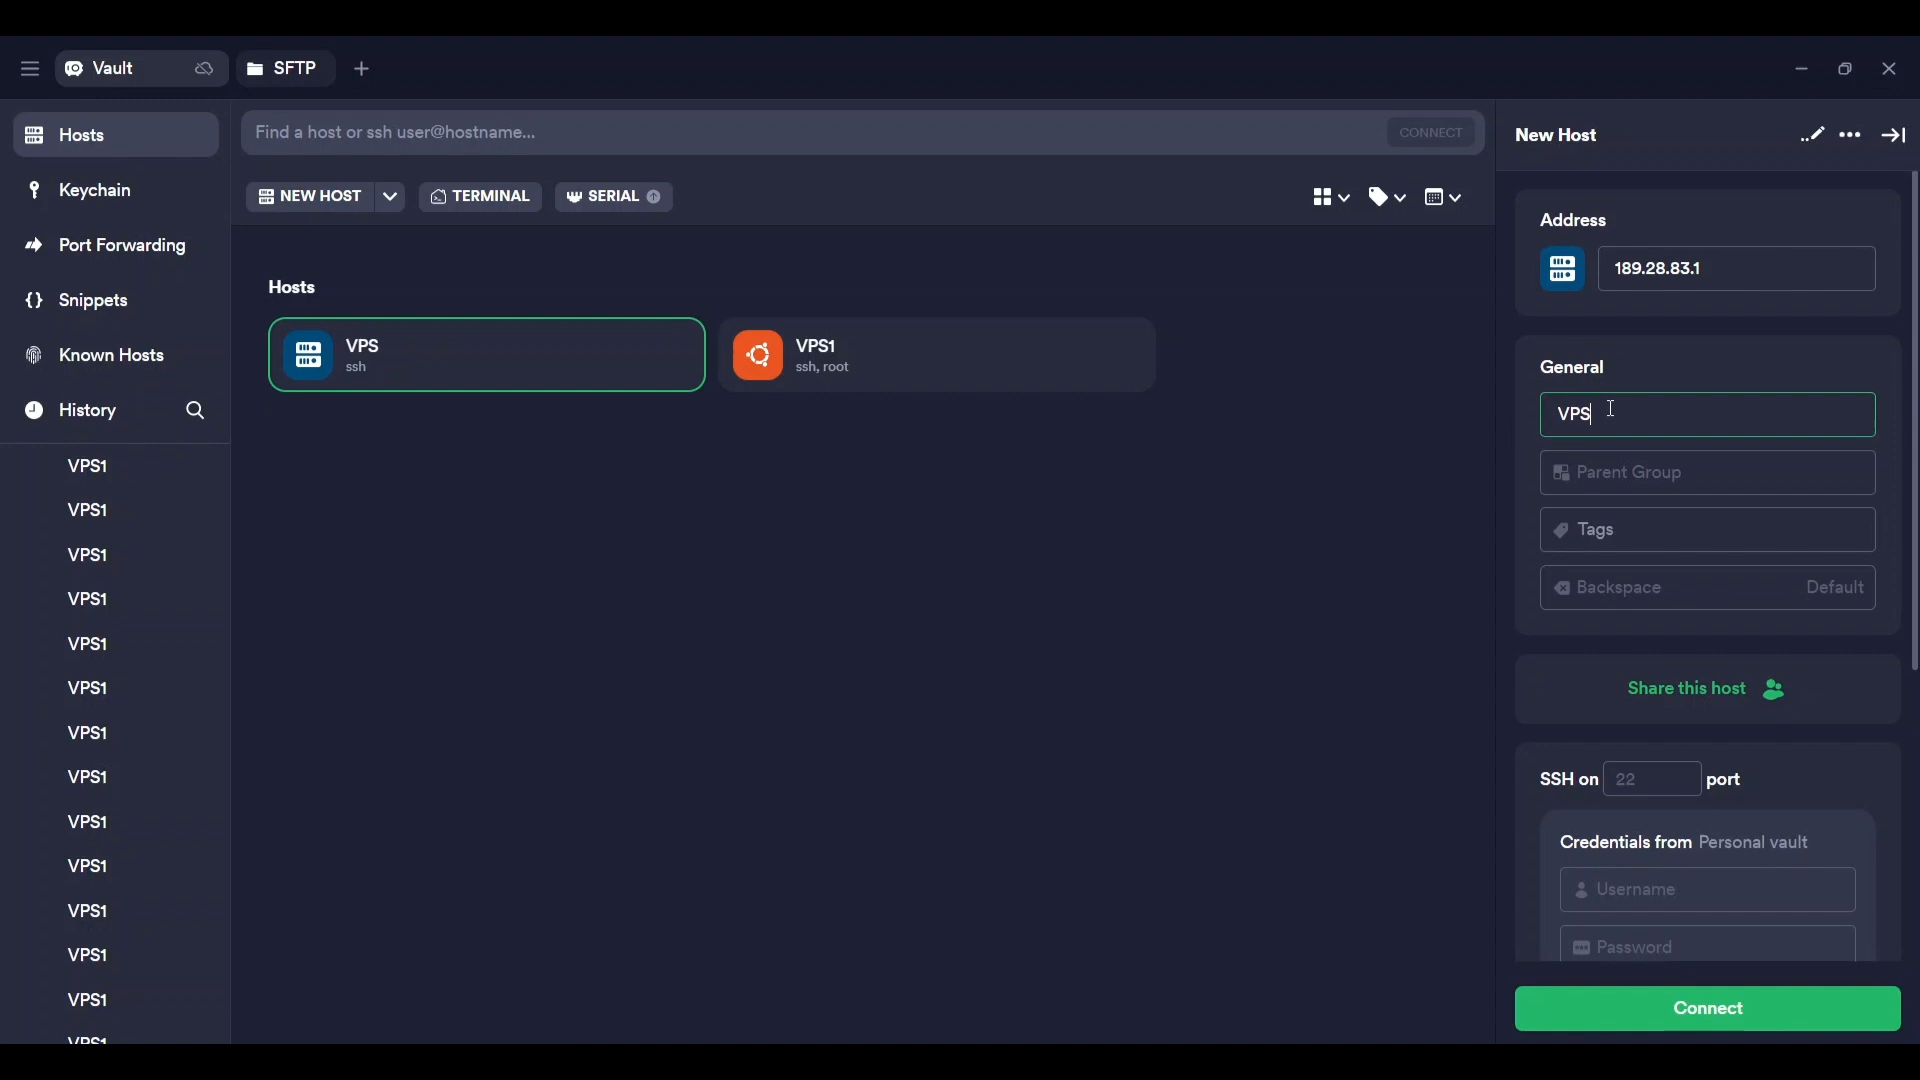 Vault
SFTP
Hosts
Keychain
Port Forwarding
Snippets
Known Hosts
History
VPS1
VPS1
VPS1
VPS1
VPS1
VPS1
VPS1
VPS1
VPS1
VPS1
VPS1
VPS1
VPS1
VPS1
Find a host or ssh user@hostname...
CONNECT
NEW HOST
TERMINAL
SERIAL
Hosts
VPS
ssh
VPS1
ssh, root
New Host
Address
189.28.83.1
General
VPS
Parent Group
Tags
Backspace Default
Share this host
SSH on 22 port
Credentials from Personal vault
Username
Password
Connect